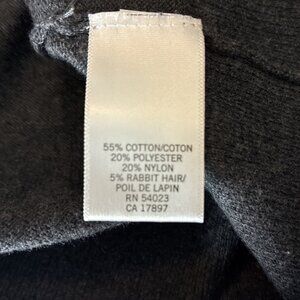 55% COTTON/COTON
20% POLYESTER
20% NYLON
5% RABBIT HAIR/
POIL DE LAPIN
RN 54023
CA 17897